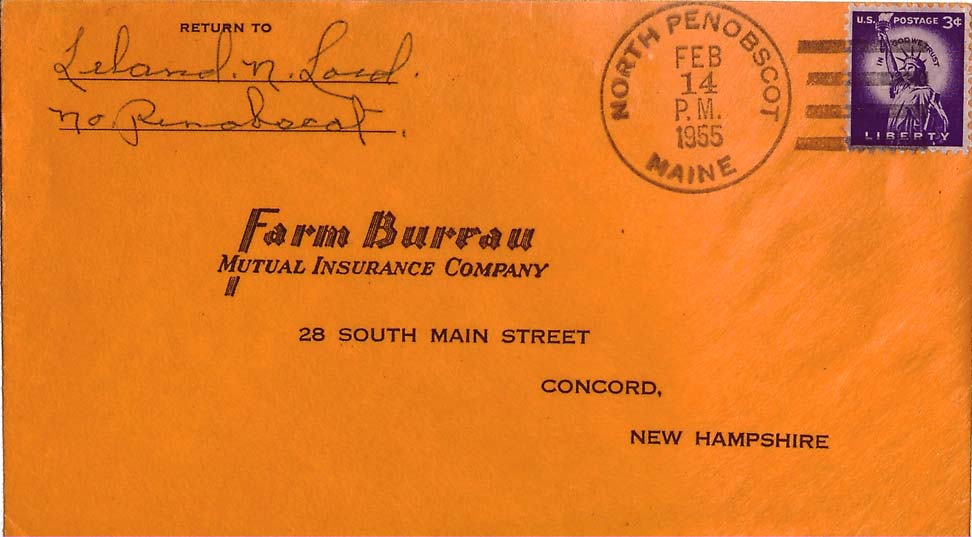 RETURN TO
Leland. N. Lord.
No Penobscot.
NORTH PENOBSCOT
FEB
14
P.M.
1955
MAINE
U.S. POSTAGE 3¢
IN GOD WE TRUST
LIBERTY
Farm Bureau
MUTUAL INSURANCE COMPANY
28 SOUTH MAIN STREET
CONCORD,
NEW HAMPSHIRE